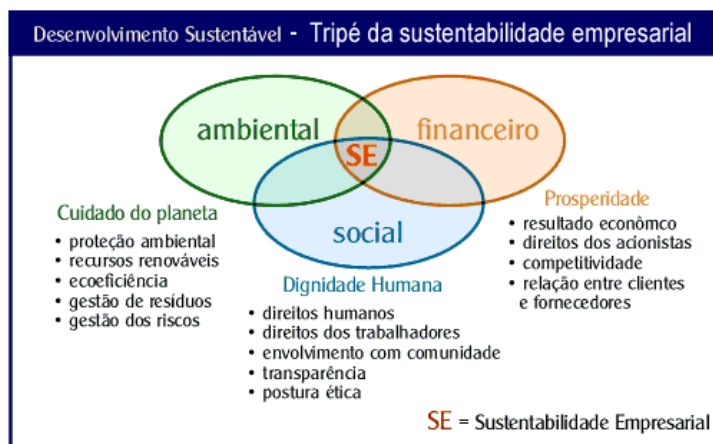 Desenvolvimento Sustentável - Tripé da sustentabilidade empresarial
ambiental
financeiro
SE
social
Cuidado do planeta
• proteção ambiental
• recursos renováveis
• ecoeficiência
• gestão de resíduos
• gestão dos riscos
Dignidade Humana
• direitos humanos
• direitos dos trabalhadores
• envolvimento com comunidade
• transparência
• postura ética
Prosperidade
• resultado econômco
• direitos dos acionistas
• competitividade
• relação entre clientes
e fornecedores
SE = Sustentabilidade Empresarial